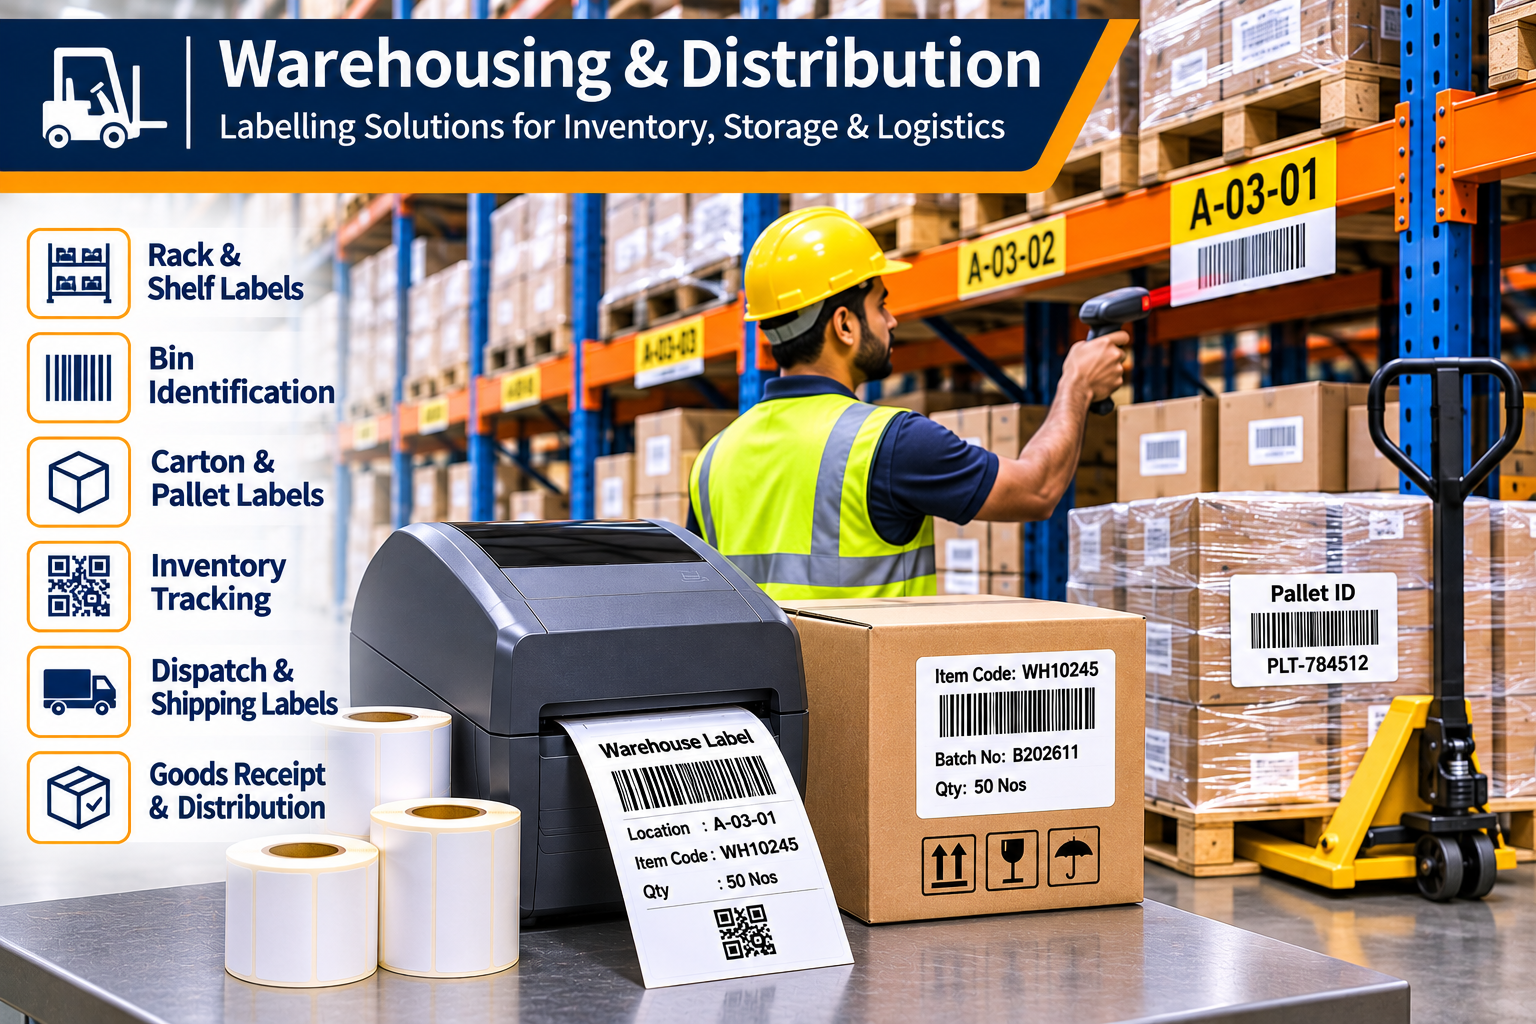 Warehousing & Distribution
Labelling Solutions for Inventory, Storage & Logistics
Rack &
Shelf Labels
Bin
Identification
Carton &
Pallet Labels
Inventory
Tracking
Dispatch &
Shipping Labels
Goods Receipt
& Distribution
A-03-01
A-03-02
A-03-03
Warehouse Label
Location : A-03-01
Item Code : WH10245
Qty : 50 Nos
Item Code: WH10245
Batch No: B202611
Qty: 50 Nos
Pallet ID
PLT-784512